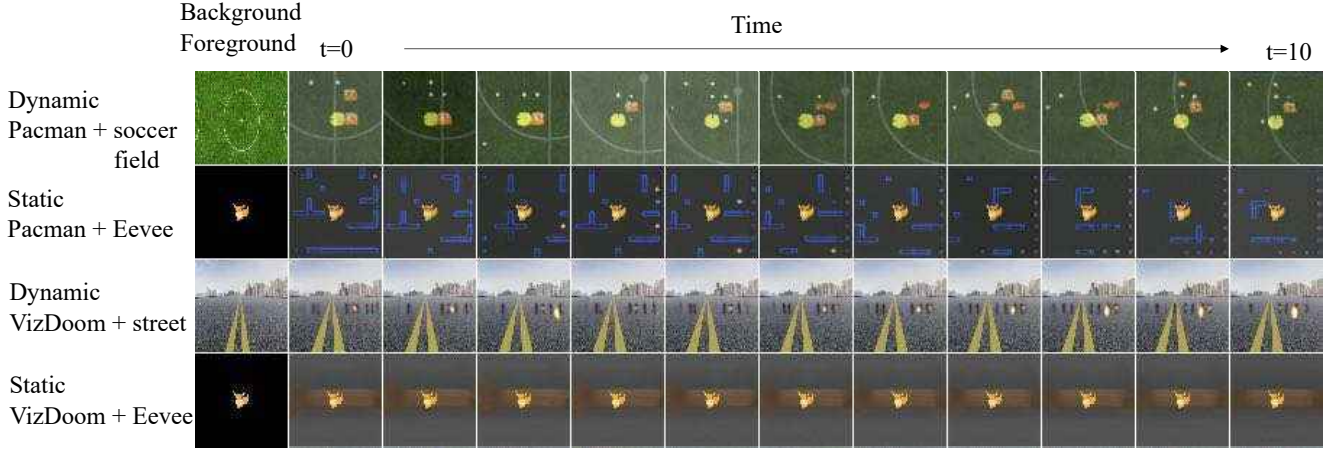 Background
Foreground
t=0
Time
t=10
Dynamic
Pacman + soccer
field
Static
Pacman + Eevee
Dynamic
VizDoom + street
Static
VizDoom + Eevee